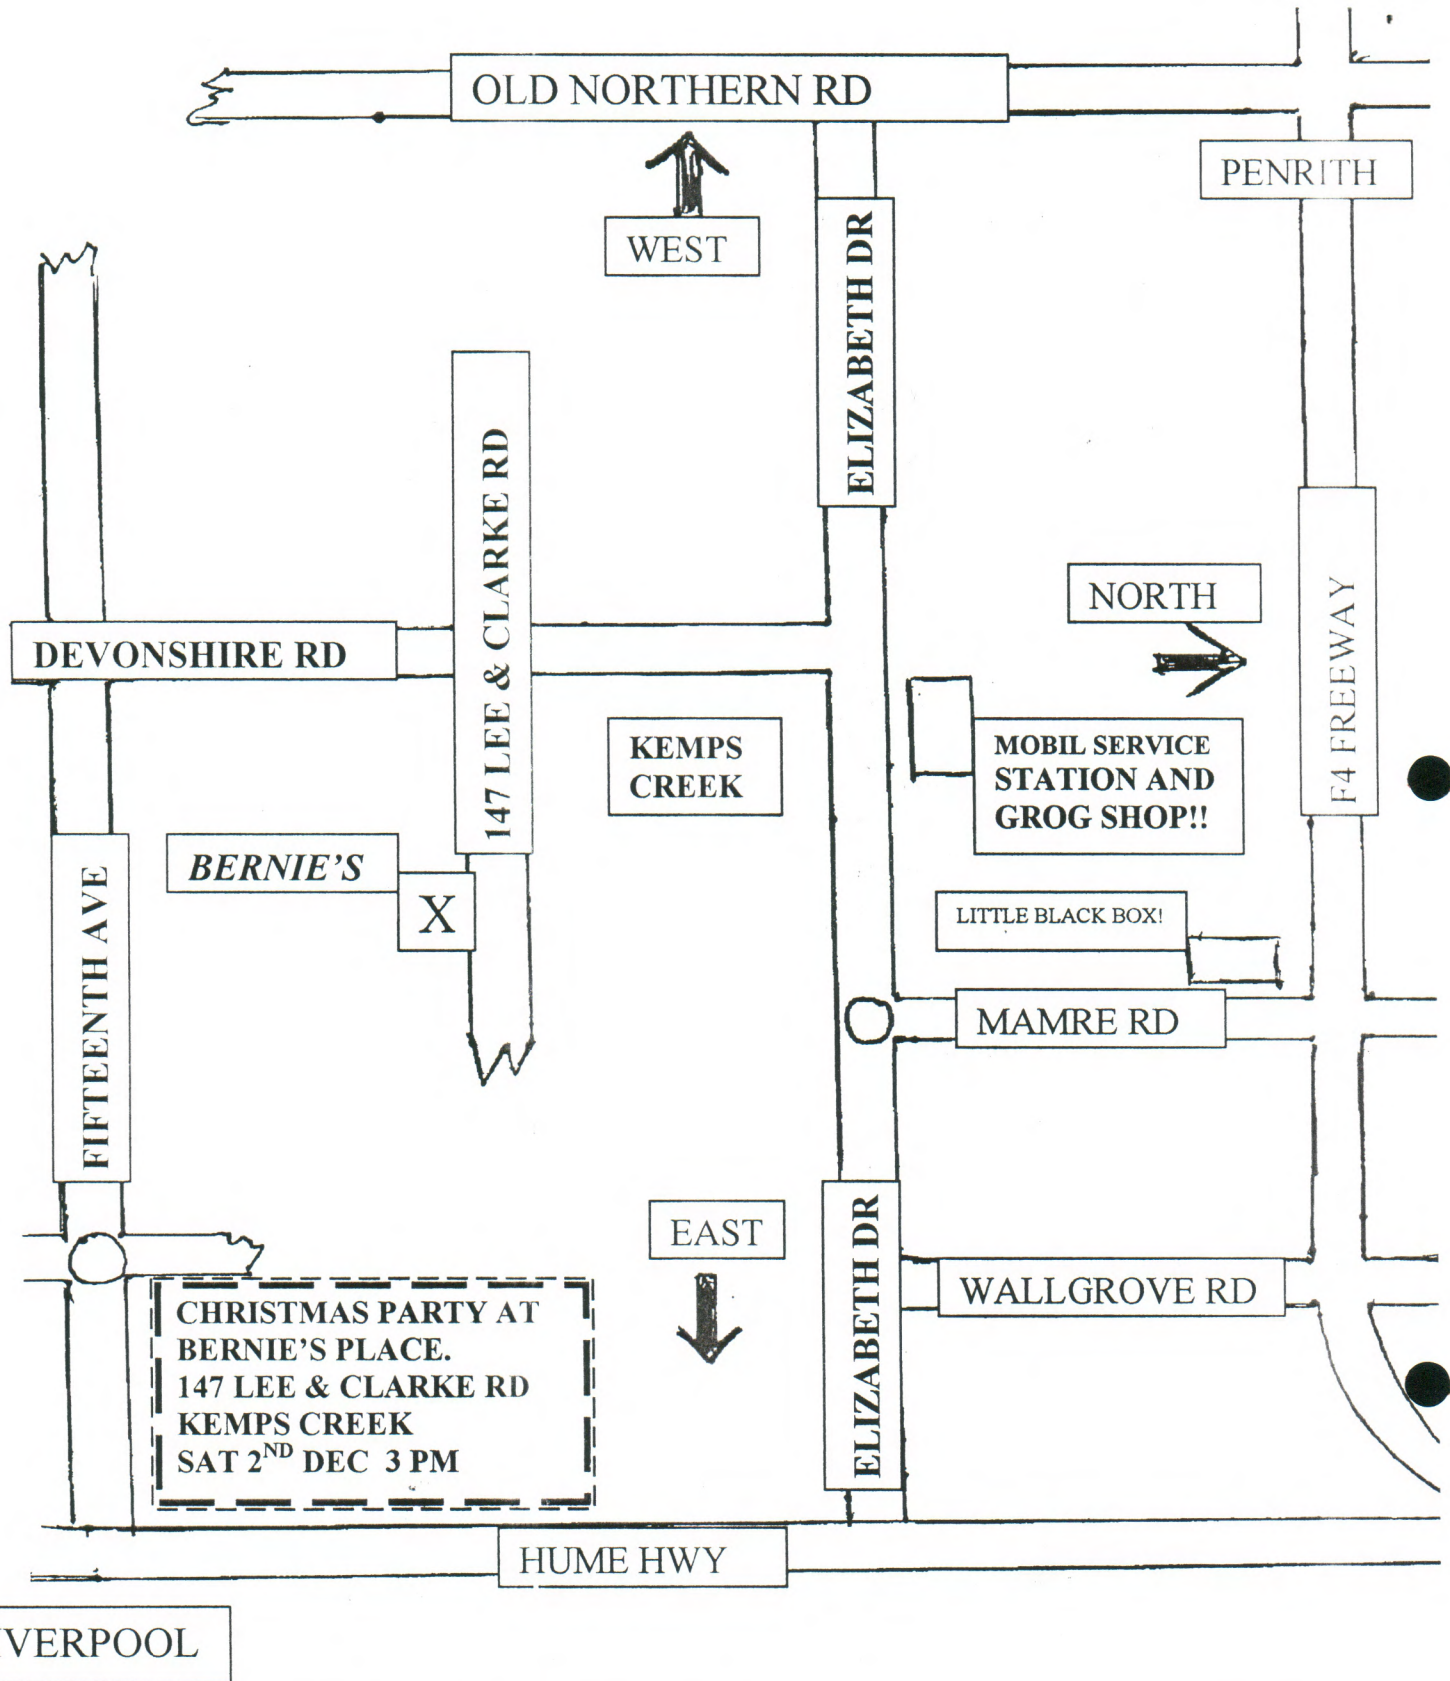 OLD NORTHERN RD
PENRITH
WEST
ELIZABETH DR
147 LEE & CLARKE RD
NORTH
F4 FREEWAY
DEVONSHIRE RD
KEMPS
CREEK
MOBIL SERVICE
STATION AND
GROG SHOP!!
BERNIE'S
X
LITTLE BLACK BOX!
FIFTEENTH AVE
MAMRE RD
EAST
ELIZABETH DR
WALLGROVE RD
CHRISTMAS PARTY AT
BERNIE'S PLACE.
147 LEE & CLARKE RD
KEMPS CREEK
SAT 2ND DEC 3 PM
HUME HWY
IVERPOOL